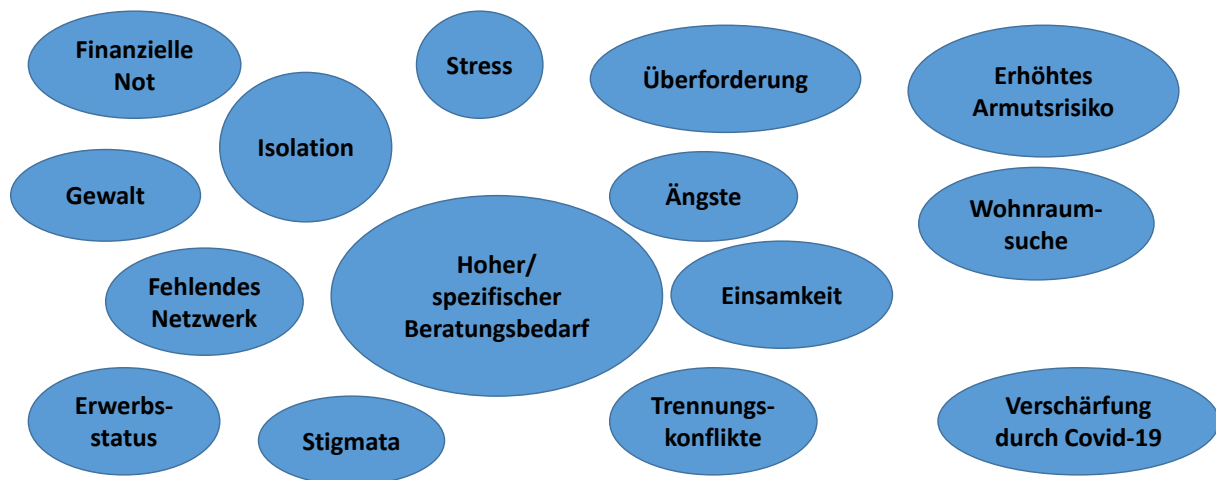 Finanzielle
Not
Stress
Überforderung
Erhöhtes
Armutsrisiko
Isolation
Gewalt
Ängste
Wohnraum-
suche
Fehlendes
Netzwerk
Hoher/
spezifischer
Beratungsbedarf
Einsamkeit
Erwerbs-
status
Stigmata
Trennungs-
konflikte
Verschärfung
durch Covid-19